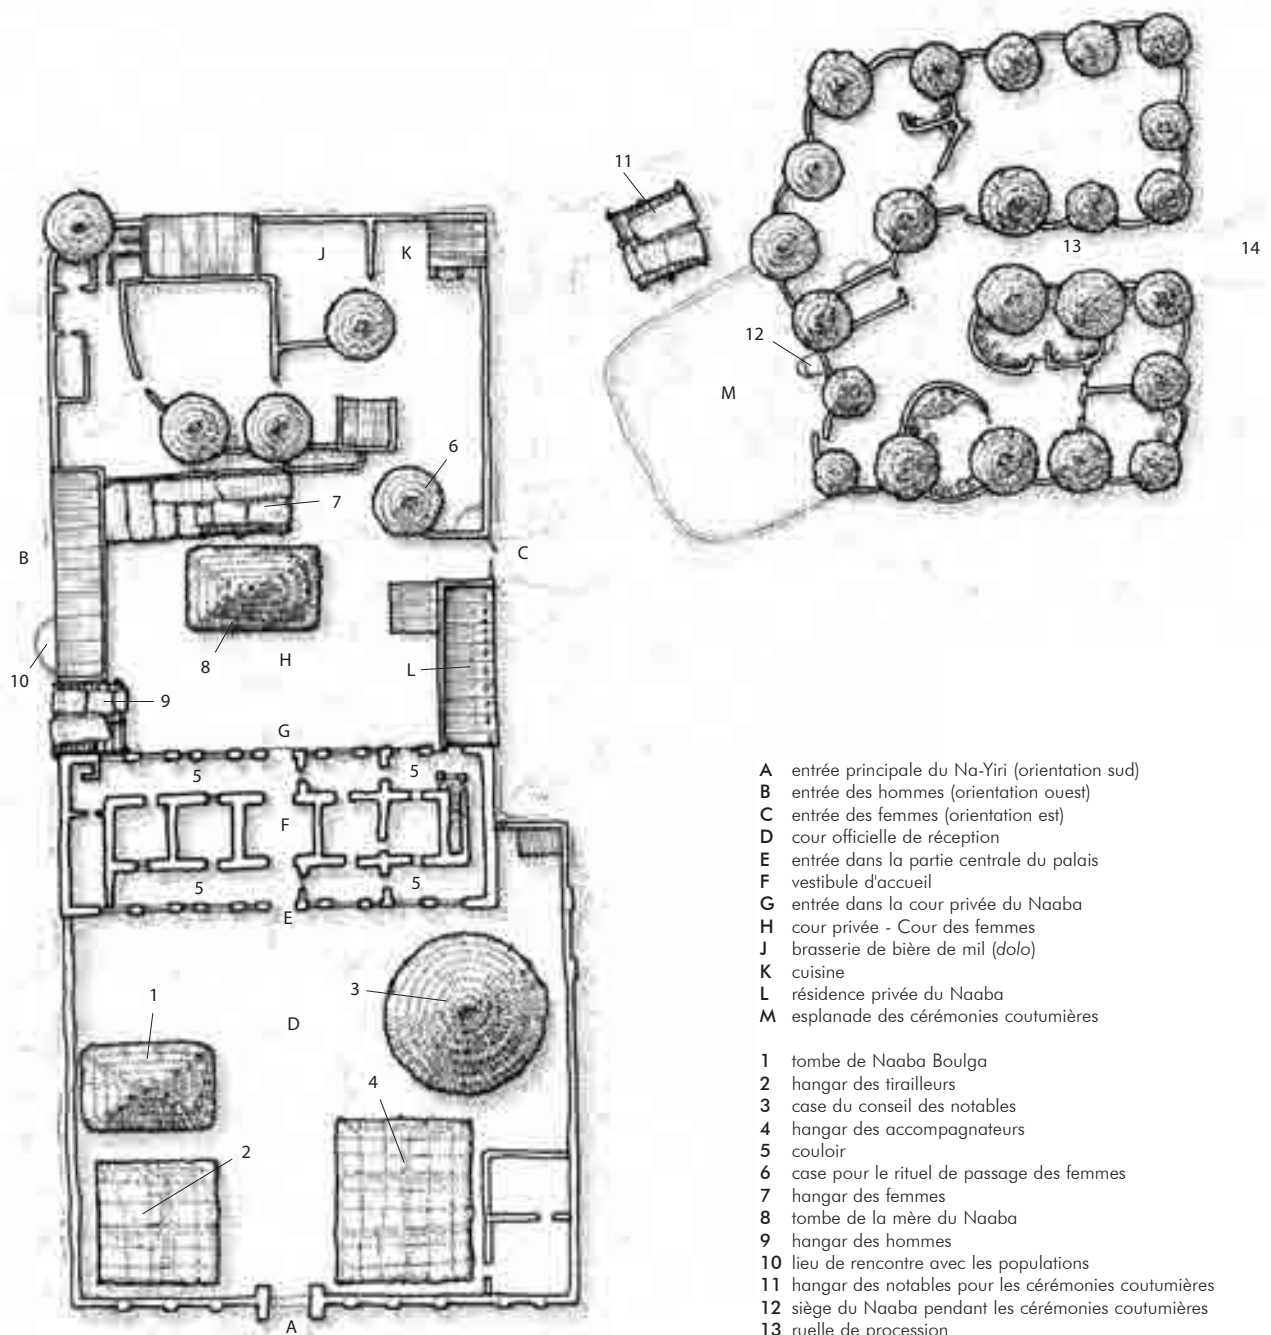 11
J
K
13
14
12
M
6
7
B
C
10
8
H
L
9
G
5
5
F
5
5
E
1
3
D
4
2
A
A entrée principale du Na-Yiri (orientation sud)
B entrée des hommes (orientation ouest)
C entrée des femmes (orientation est)
D cour officielle de réception
E entrée dans la partie centrale du palais
F vestibule d'accueil
G entrée dans la cour privée du Naaba
H cour privée - Cour des femmes
J brasserie de bière de mil (dolo)
K cuisine
L résidence privée du Naaba
M esplanade des cérémonies coutumières
1 tombe de Naaba Boulga
2 hangar des tirailleurs
3 case du conseil des notables
4 hangar des accompagnateurs
5 couloir
6 case pour le rituel de passage des femmes
7 hangar des femmes
8 tombe de la mère du Naaba
9 hangar des hommes
10 lieu de rencontre avec les populations
11 hangar des notables pour les cérémonies coutumières
12 siège du Naaba pendant les cérémonies coutumières
13 ruelle de procession